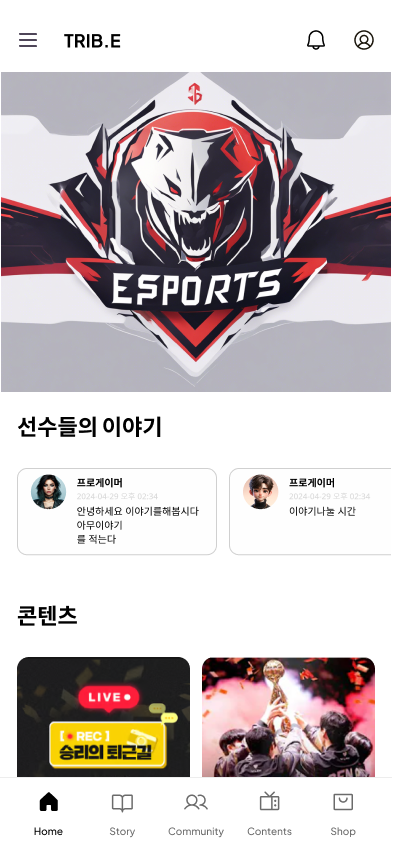 TRIB.E
ESPORTS
선수들의 이야기
프로게이머
2024-04-29 오후 02:34
안녕하세요 이야기를해봅시다
아무이야기
를 적는다
프로게이머
2024-04-29 오후 02:34
이야기나눌 시간
콘텐츠
LIVE
[ REC ]
승리의 퇴근길
Home
Story
Community
Contents
Shop